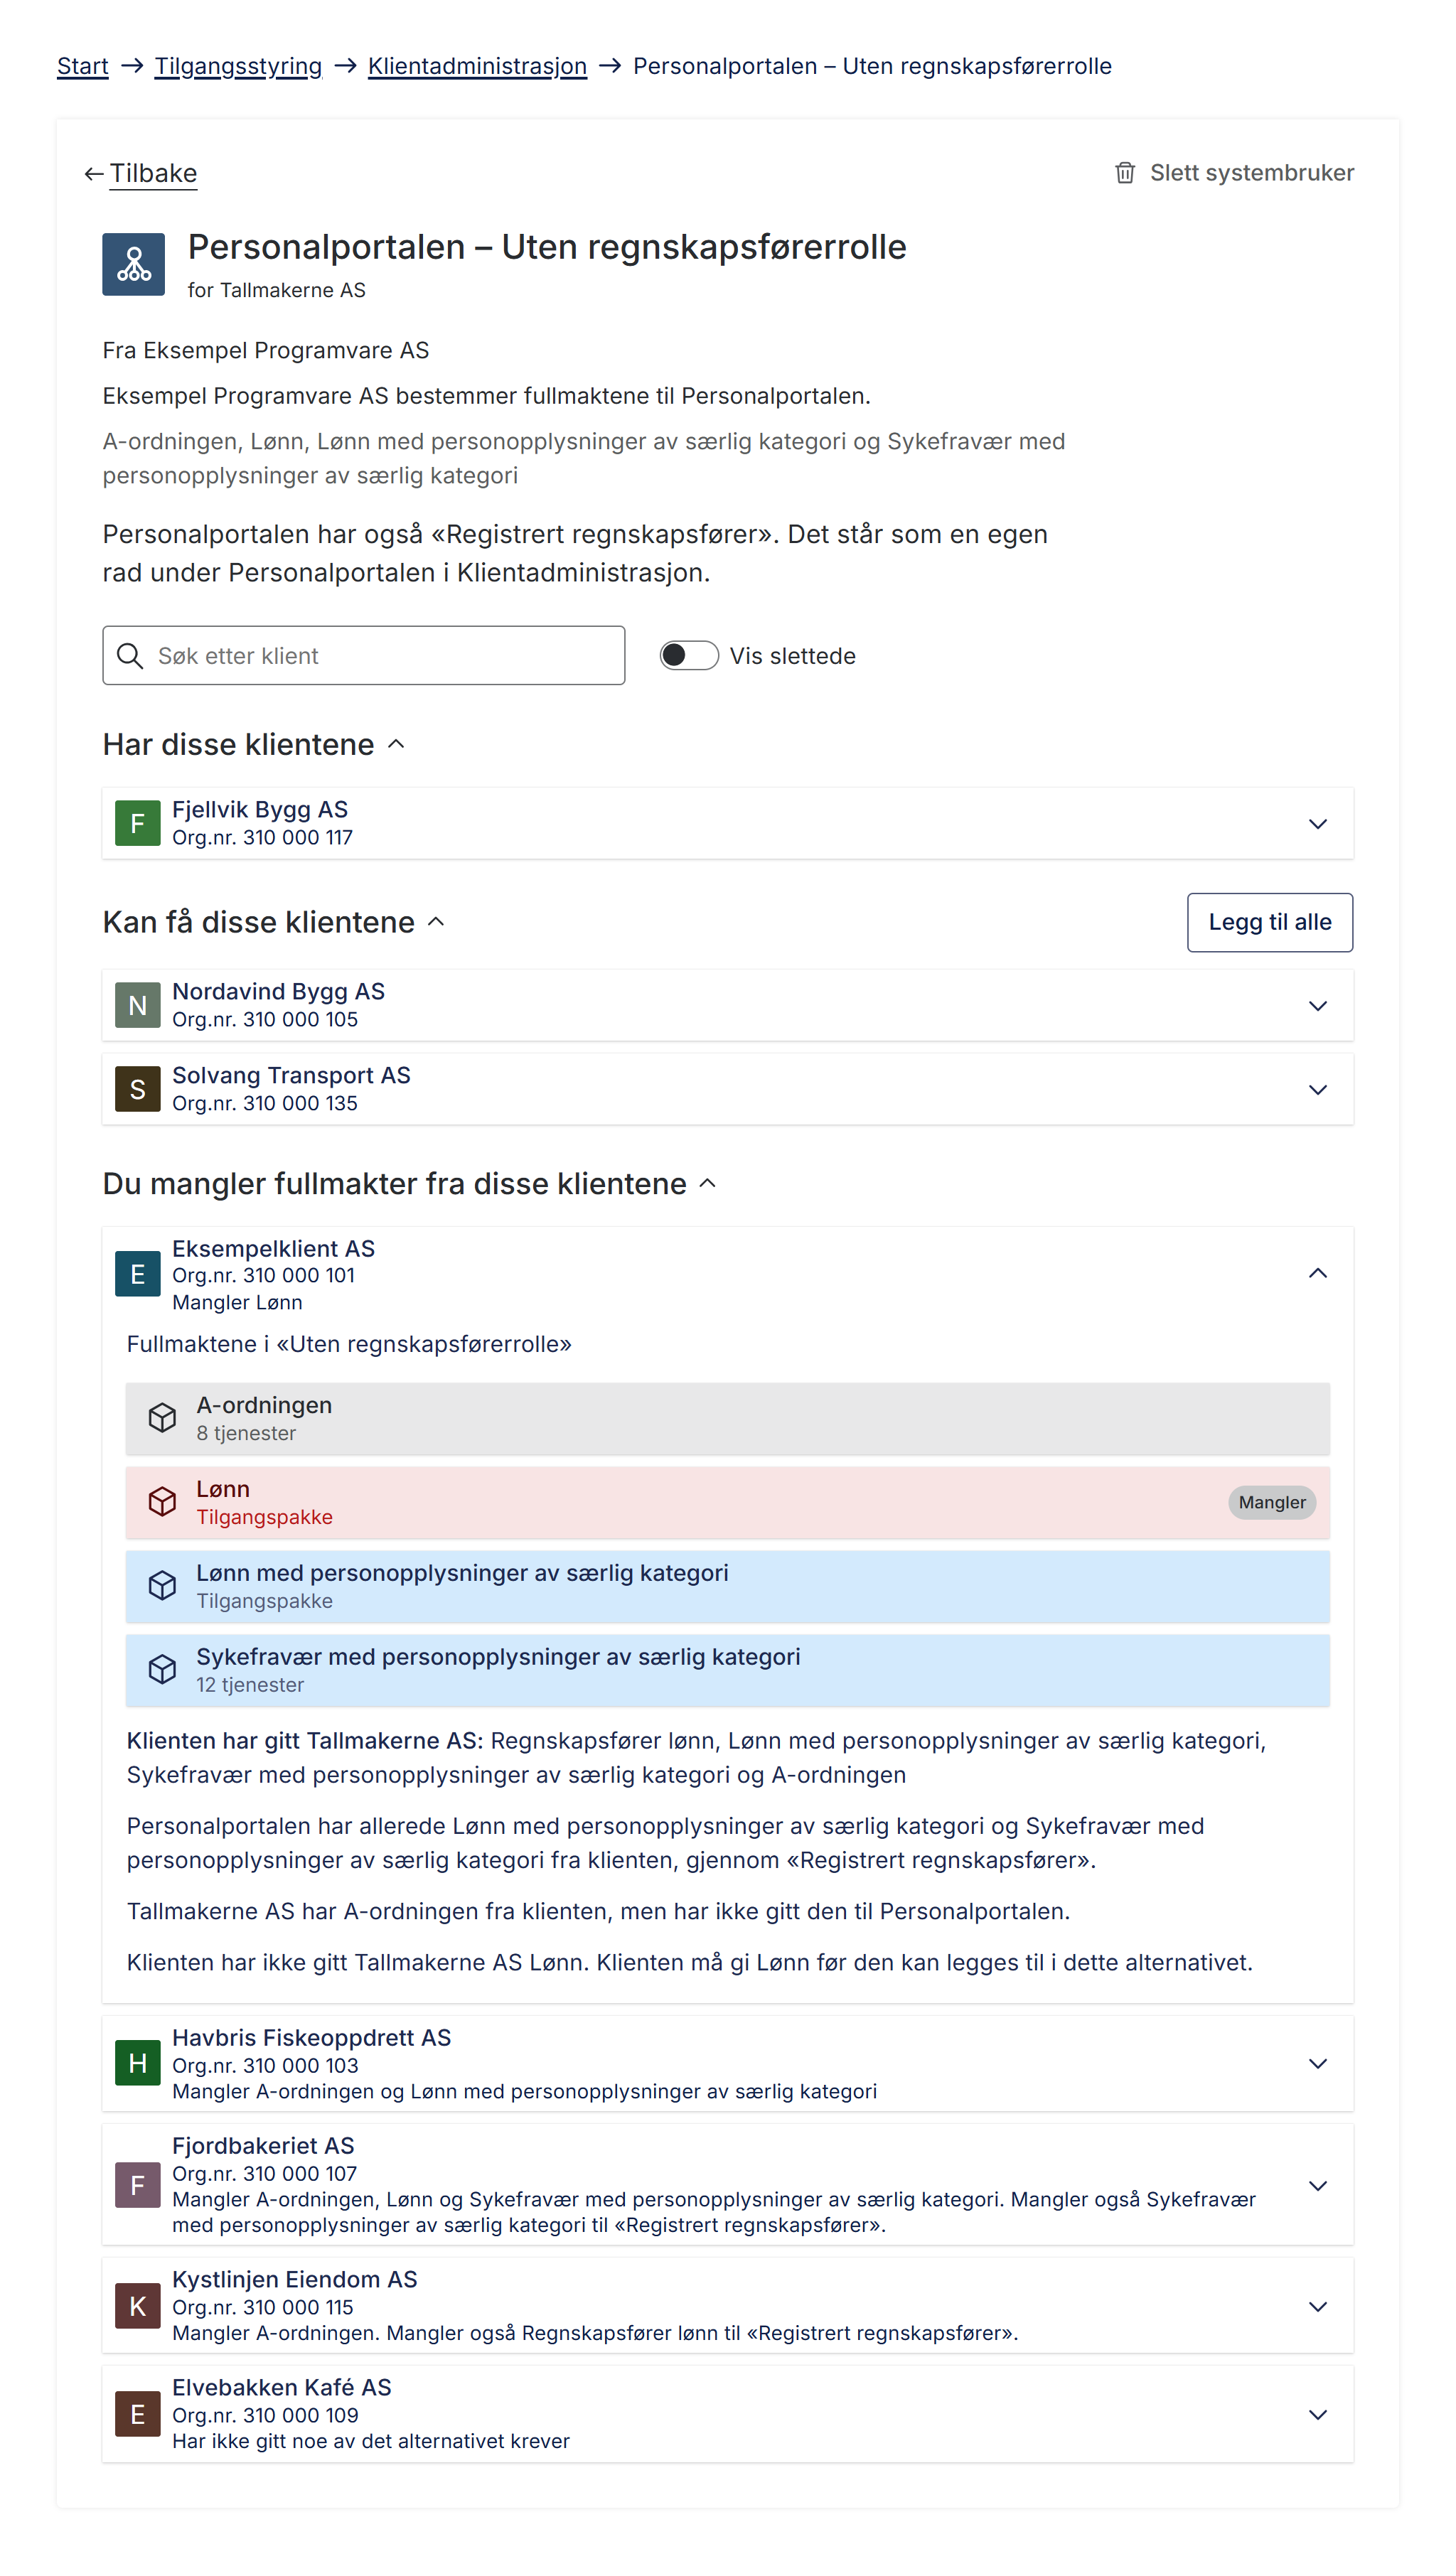 Start → Tilgangsstyring → Klientadministrasjon → Personalportalen – Uten regnskapsførerrolle
← Tilbake
Slett systembruker
Personalportalen – Uten regnskapsførerrolle
for Tallmakerne AS
Fra Eksempel Programvare AS
Eksempel Programvare AS bestemmer fullmaktene til Personalportalen.
A-ordningen, Lønn, Lønn med personopplysninger av særlig kategori og Sykefravær med
personopplysninger av særlig kategori
Personalportalen har også «Registrert regnskapsfører». Det står som en egen
rad under Personalportalen i Klientadministrasjon.
Søk etter klient
Vis slettede
Har disse klientene
F
Fjellvik Bygg AS
Org.nr. 310 000 117
Kan få disse klientene
Legg til alle
N
Nordavind Bygg AS
Org.nr. 310 000 105
S
Solvang Transport AS
Org.nr. 310 000 135
Du mangler fullmakter fra disse klientene
E
Eksempelklient AS
Org.nr. 310 000 101
Mangler Lønn
Fullmaktene i «Uten regnskapsførerrolle»
A-ordningen
8 tjenester
Lønn
Tilgangspakke
Mangler
Lønn med personopplysninger av særlig kategori
Tilgangspakke
Sykefravær med personopplysninger av særlig kategori
12 tjenester
Klienten har gitt Tallmakerne AS: Regnskapsfører lønn, Lønn med personopplysninger av særlig kategori,
Sykefravær med personopplysninger av særlig kategori og A-ordningen
Personalportalen har allerede Lønn med personopplysninger av særlig kategori og Sykefravær med
personopplysninger av særlig kategori fra klienten, gjennom «Registrert regnskapsfører».
Tallmakerne AS har A-ordningen fra klienten, men har ikke gitt den til Personalportalen.
Klienten har ikke gitt Tallmakerne AS Lønn. Klienten må gi Lønn før den kan legges til i dette alternativet.
H
Havbris Fiskeoppdrett AS
Org.nr. 310 000 103
Mangler A-ordningen og Lønn med personopplysninger av særlig kategori
F
Fjordbakeriet AS
Org.nr. 310 000 107
Mangler A-ordningen, Lønn og Sykefravær med personopplysninger av særlig kategori. Mangler også Sykefravær
med personopplysninger av særlig kategori til «Registrert regnskapsfører».
K
Kystlinjen Eiendom AS
Org.nr. 310 000 115
Mangler A-ordningen. Mangler også Regnskapsfører lønn til «Registrert regnskapsfører».
E
Elvebakken Kafé AS
Org.nr. 310 000 109
Har ikke gitt noe av det alternativet krever